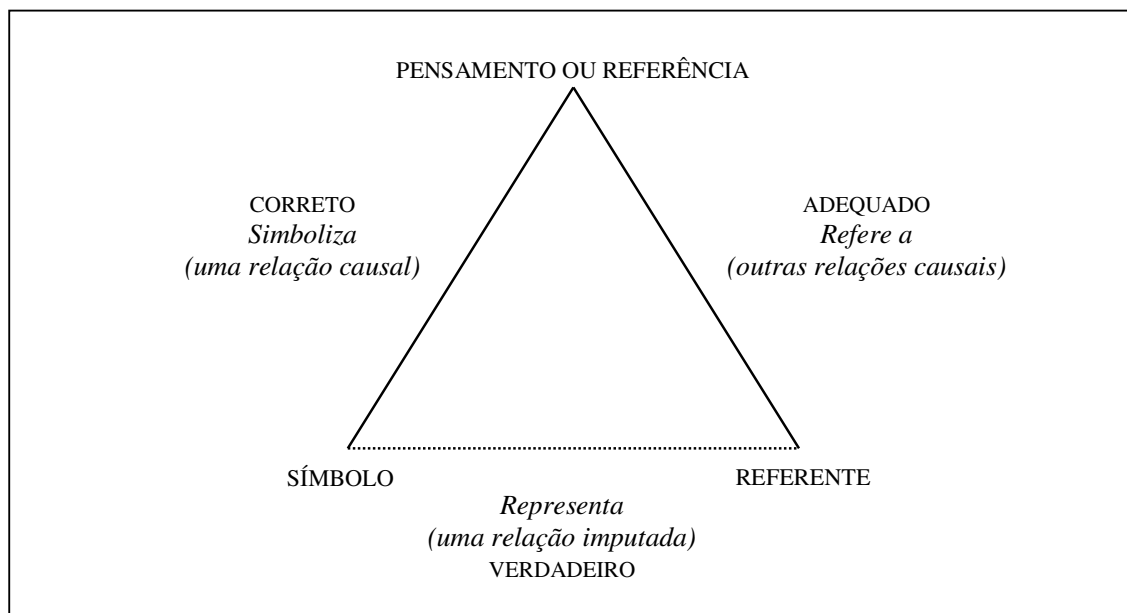 PENSAMENTO OU REFERÊNCIA
CORRETO
Simboliza
(uma relação causal)
ADEQUADO
Refere a
(outras relações causais)
SÍMBOLO
REFERENTE
Representa
(uma relação imputada)
VERDADEIRO